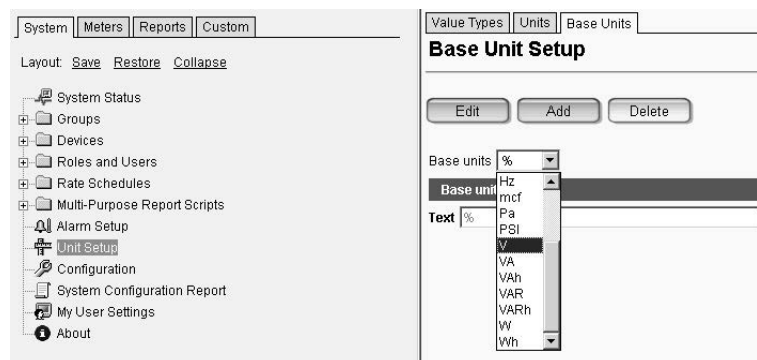 System Meters Reports Custom
Layout: Save Restore Collapse
System Status
Groups
Devices
Roles and Users
Rate Schedules
Multi-Purpose Report Scripts
Alarm Setup
Unit Setup
Configuration
System Configuration Report
My User Settings
About
Value Types Units Base Units
Base Unit Setup
Edit Add Delete
Base units %
Base uni
Text %
Hz
mcf
Pa
PSI
V
VA
VAh
VAR
VARh
W
Wh